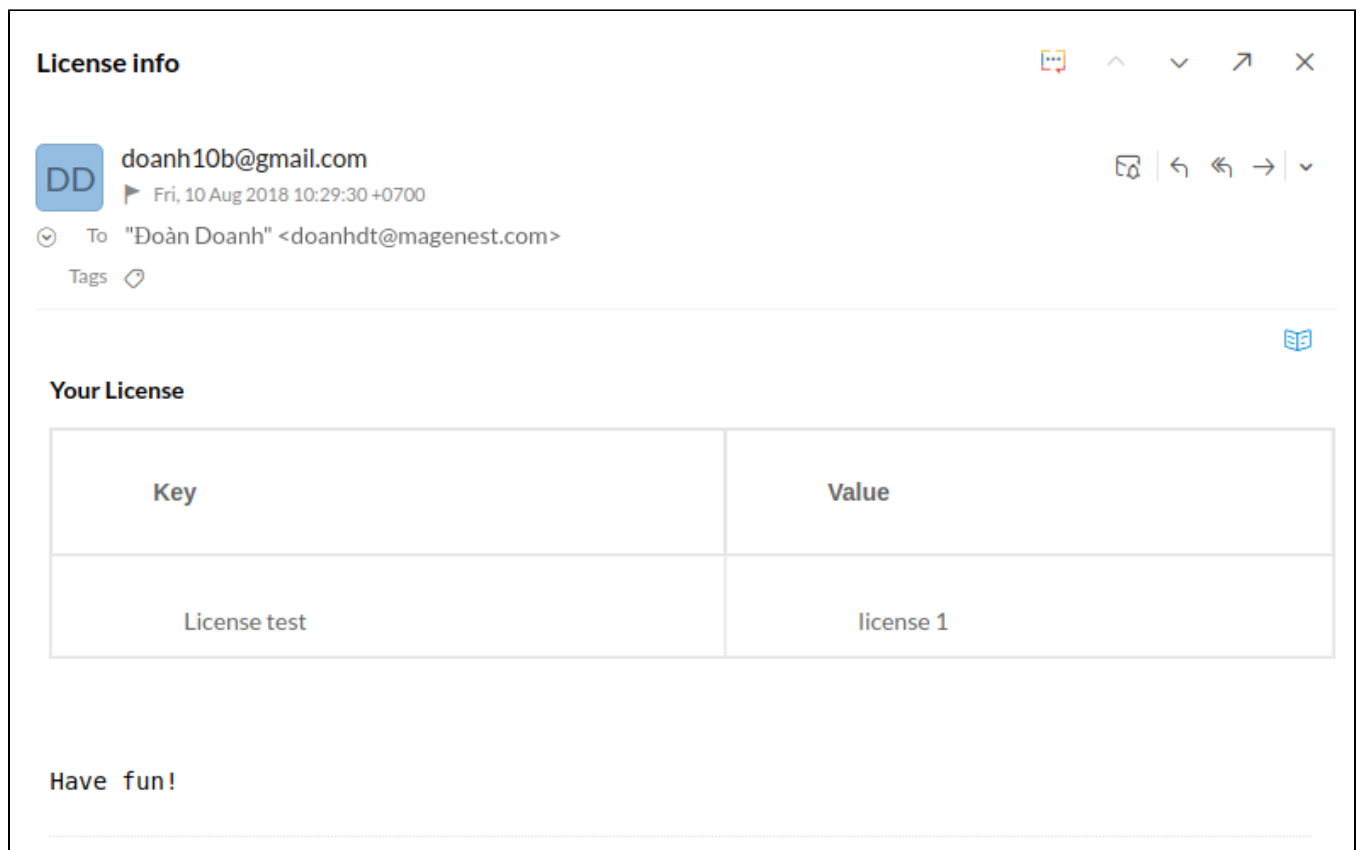 License info
DD
doanh10b@gmail.com
Fri, 10 Aug 2018 10:29:30 +0700
To "Đoàn Doanh" <doanhdt@magenest.com>
Tags
Your License
Key Value
License test license 1
Have fun!